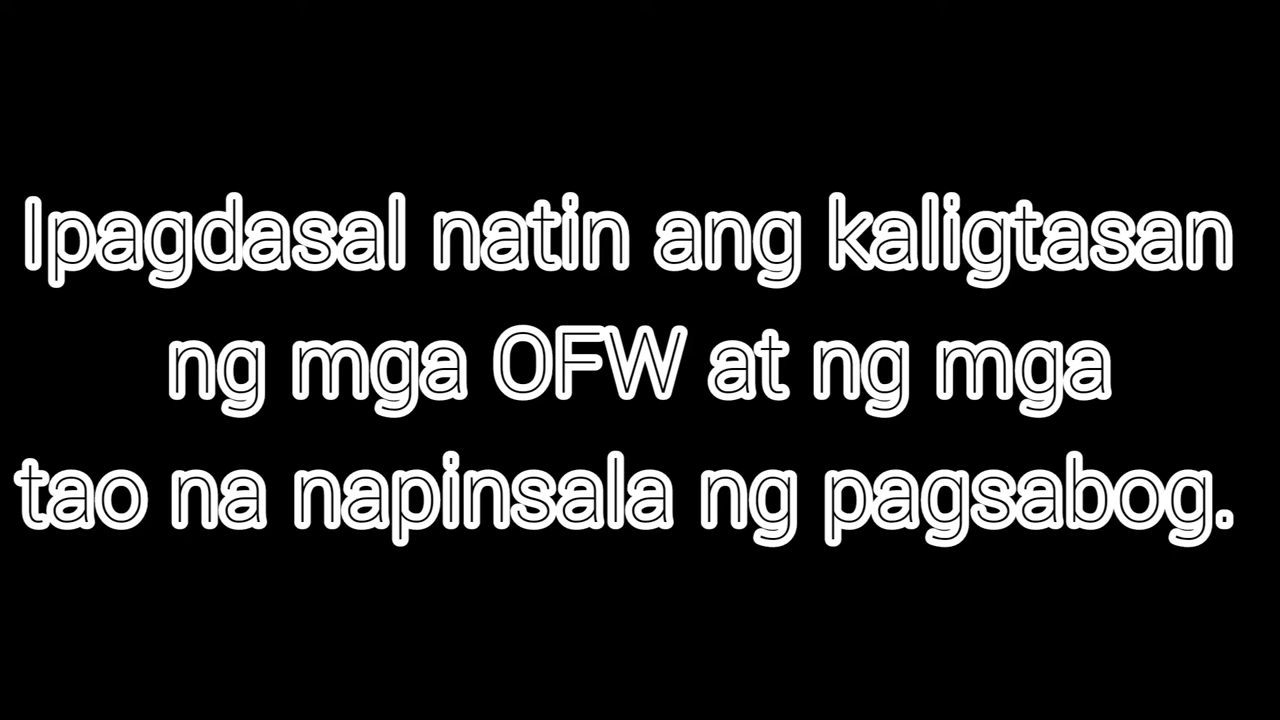 Ipagdasal natin ang kaligtasan
ng mga OFW at ng mga
tao na napinsala ng pagsabog.